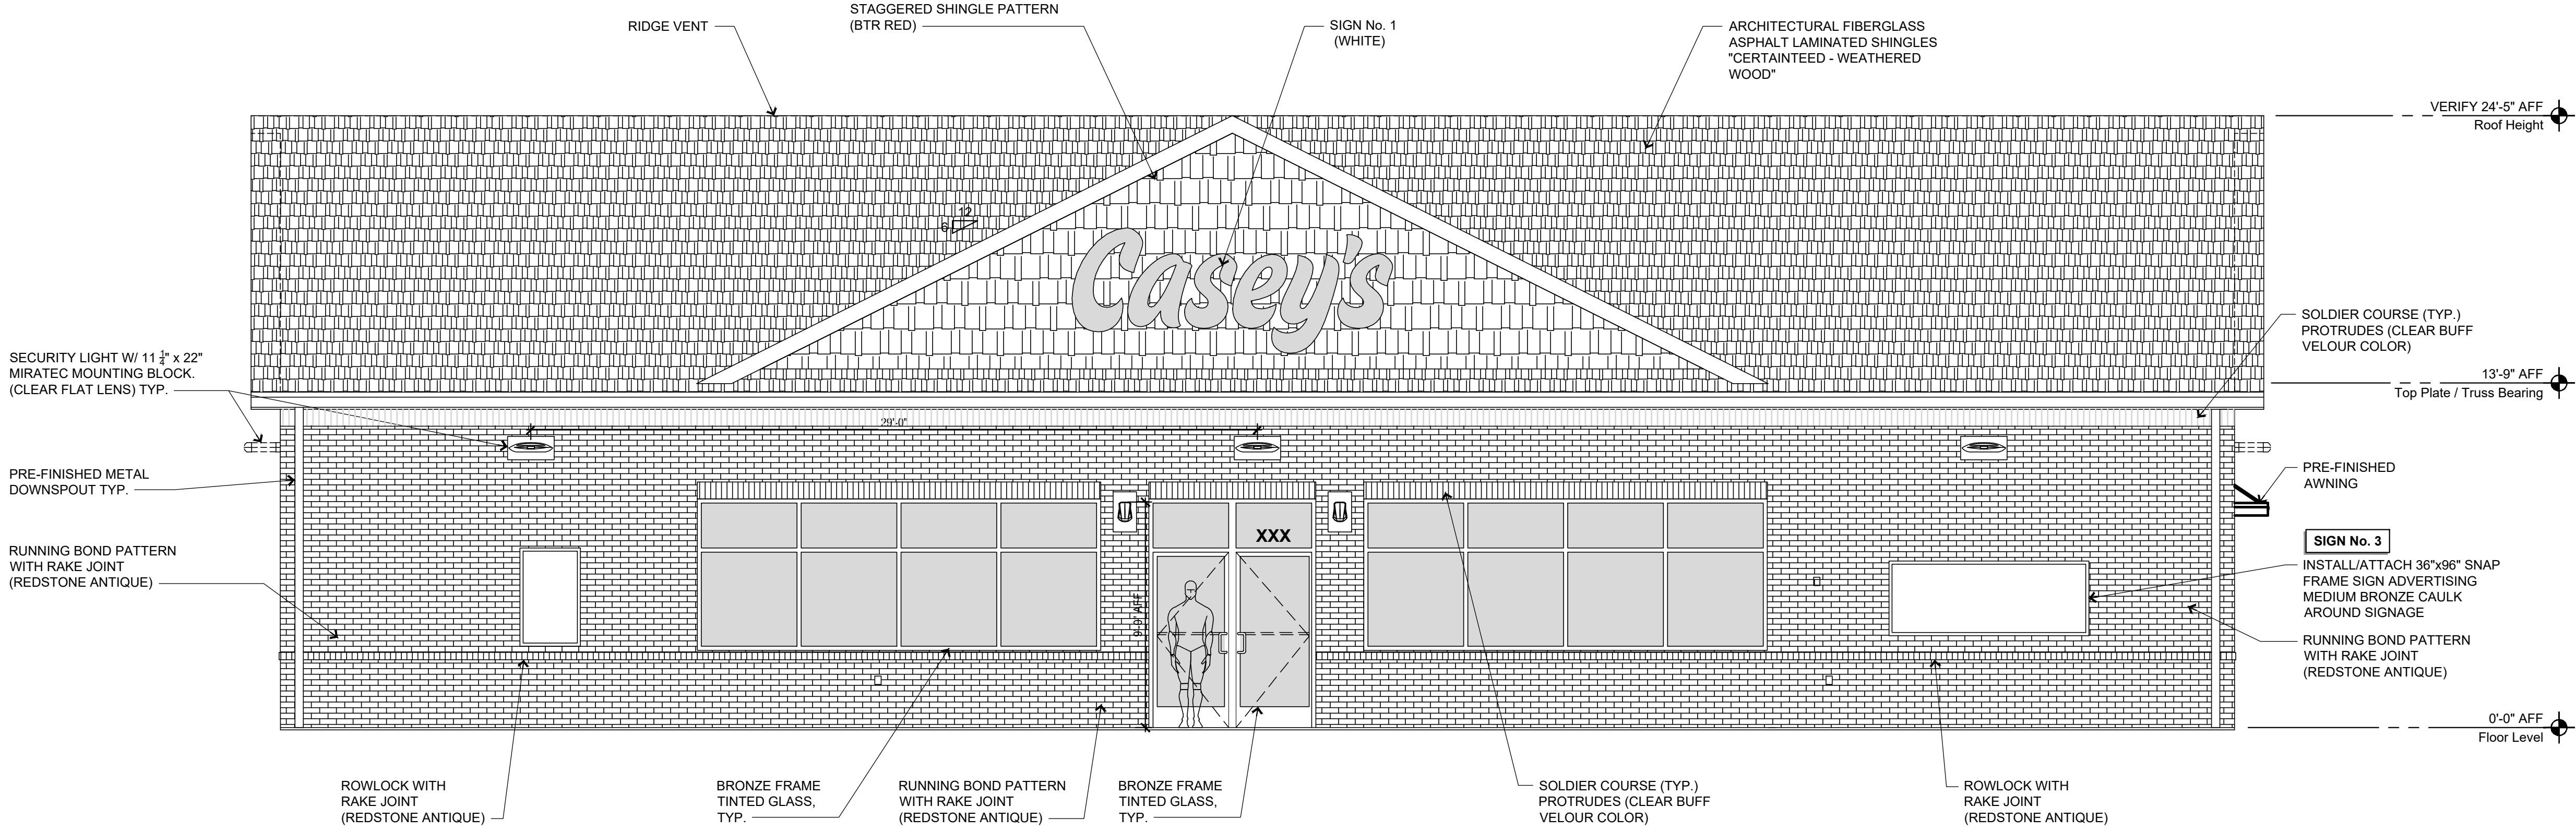 STAGGERED SHINGLE PATTERN
(BTR RED)
RIDGE VENT
SIGN No. 1
(WHITE)
ARCHITECTURAL FIBERGLASS
ASPHALT LAMINATED SHINGLES
"CERTAINTEED - WEATHERED
WOOD"
VERIFY 24'-5" AFF
Roof Height
12
6
Casey's
SOLDIER COURSE (TYP.)
PROTRUDES (CLEAR BUFF
VELOUR COLOR)
SECURITY LIGHT W/ 11 1/4" x 22"
MIRATEC MOUNTING BLOCK.
(CLEAR FLAT LENS) TYP.
13'-9" AFF
Top Plate / Truss Bearing
29'-0"
PRE-FINISHED METAL
DOWNSPOUT TYP.
PRE-FINISHED
AWNING
XXX
SIGN No. 3
INSTALL/ATTACH 36"x96" SNAP
FRAME SIGN ADVERTISING
MEDIUM BRONZE CAULK
AROUND SIGNAGE
RUNNING BOND PATTERN
WITH RAKE JOINT
(REDSTONE ANTIQUE)
9'-0" AFF
RUNNING BOND PATTERN
WITH RAKE JOINT
(REDSTONE ANTIQUE)
0'-0" AFF
Floor Level
ROWLOCK WITH
RAKE JOINT
(REDSTONE ANTIQUE)
BRONZE FRAME
TINTED GLASS,
TYP.
RUNNING BOND PATTERN
WITH RAKE JOINT
(REDSTONE ANTIQUE)
BRONZE FRAME
TINTED GLASS,
TYP.
SOLDIER COURSE (TYP.)
PROTRUDES (CLEAR BUFF
VELOUR COLOR)
ROWLOCK WITH
RAKE JOINT
(REDSTONE ANTIQUE)